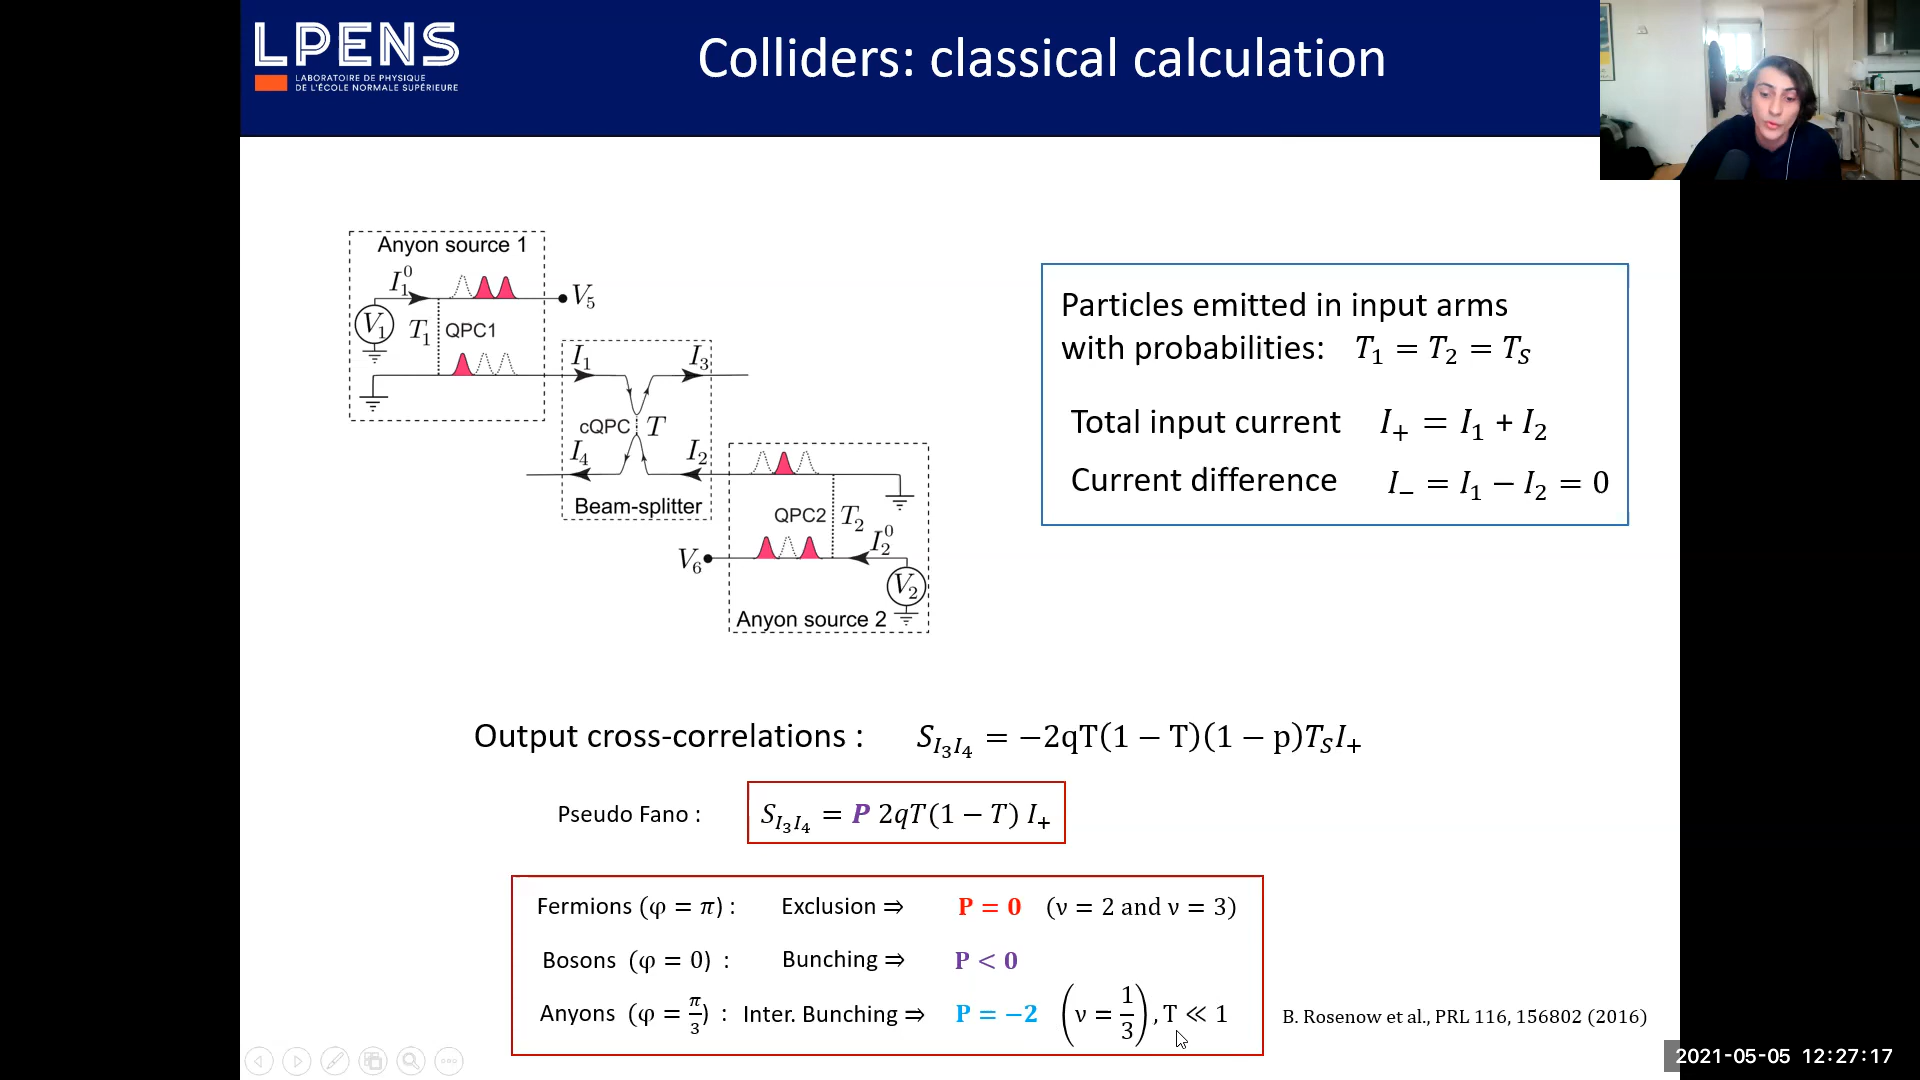 LPENS
LABORATOIRE DE PHYSIQUE
DE L'ÉCOLE NORMALE SUPÉRIEURE
Colliders: classical calculation
Anyon source 1
I₁⁰
V₅
V₁
T₁
QPC1
I₁
I₃
cQPC
T
I₄
I₂
Beam-splitter
QPC2
T₂
I₂⁰
V₆
V₂
Anyon source 2
Particles emitted in input arms
with probabilities: T₁ = T₂ = T_S
Total input current I₊ = I₁ + I₂
Current difference I₋ = I₁ − I₂ = 0
Output cross-correlations : S_{I₃I₄} = −2qT(1 − T)(1 − p)T_S I₊
Pseudo Fano : S_{I₃I₄} = P 2qT(1 − T) I₊
Fermions (φ = π) : Exclusion ⇒ P = 0 (ν = 2 and ν = 3)
Bosons (φ = 0) : Bunching ⇒ P < 0
Anyons (φ = π/3) : Inter. Bunching ⇒ P = −2 (ν = 1/3), T ≪ 1
B. Rosenow et al., PRL 116, 156802 (2016)
2021-05-05 12:27:17